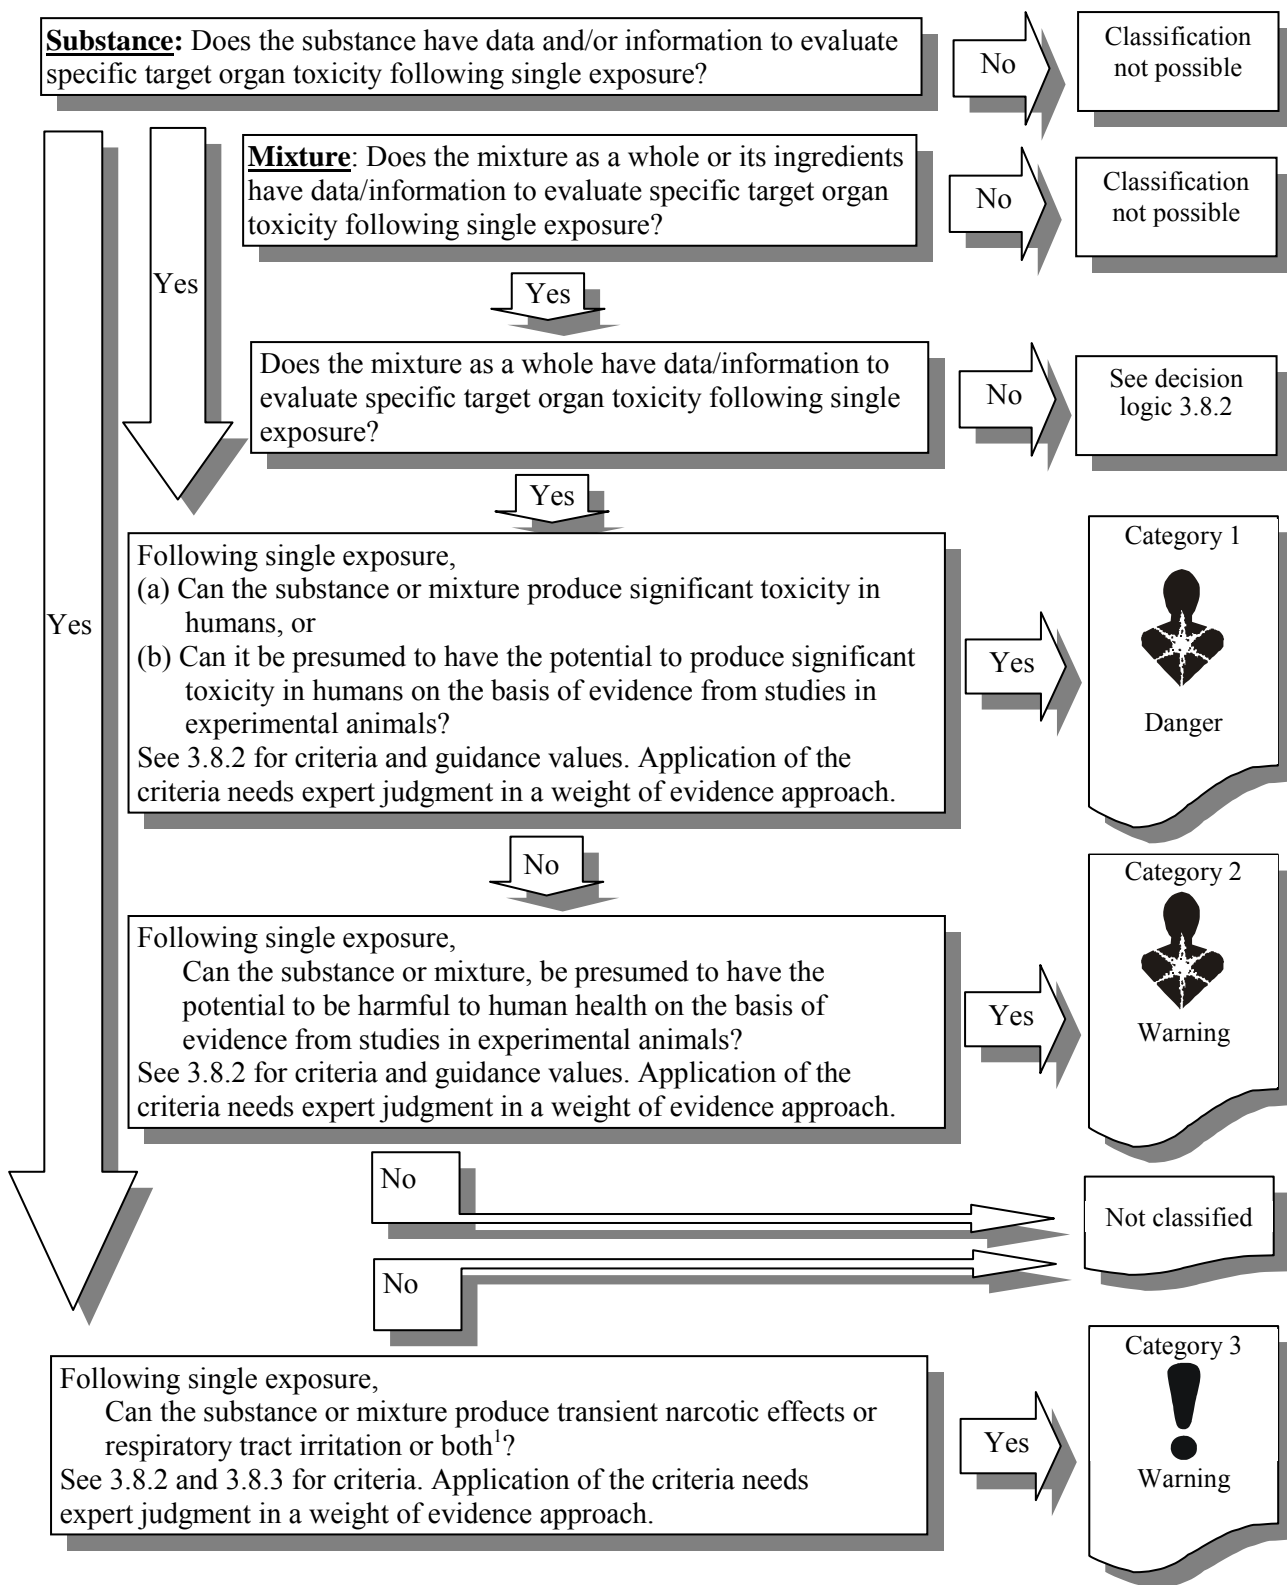 Substance: Does the substance have data and/or information to evaluate
specific target organ toxicity following single exposure?
No
Classification
not possible
Mixture: Does the mixture as a whole or its ingredients
have data/information to evaluate specific target organ
toxicity following single exposure?
No
Classification
not possible
Yes
Yes
Does the mixture as a whole have data/information to
evaluate specific target organ toxicity following single
exposure?
No
See decision
logic 3.8.2
Yes
Yes
Following single exposure,
(a) Can the substance or mixture produce significant toxicity in
humans, or
(b) Can it be presumed to have the potential to produce significant
toxicity in humans on the basis of evidence from studies in
experimental animals?
See 3.8.2 for criteria and guidance values. Application of the
criteria needs expert judgment in a weight of evidence approach.
Yes
Category 1
Danger
No
Following single exposure,
Can the substance or mixture, be presumed to have the
potential to be harmful to human health on the basis of
evidence from studies in experimental animals?
See 3.8.2 for criteria and guidance values. Application of the
criteria needs expert judgment in a weight of evidence approach.
Yes
Category 2
Warning
No
Not classified
No
Following single exposure,
Can the substance or mixture produce transient narcotic effects or
respiratory tract irritation or both¹?
See 3.8.2 and 3.8.3 for criteria. Application of the criteria needs
expert judgment in a weight of evidence approach.
Yes
Category 3
Warning